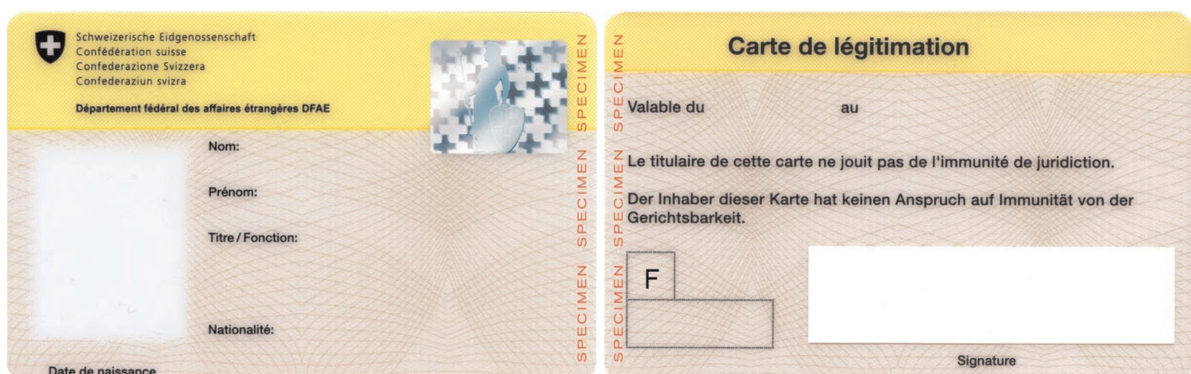 Schweizerische Eidgenossenschaft
Confédération suisse
Confederazione Svizzera
Confederaziun svizra
Département fédéral des affaires étrangères DFAE
Nom:
Prénom:
Titre / Fonction:
Nationalité:
Date de naissance
SPECIMEN SPECIMEN SPECIMEN
SPECIMEN SPECIMEN SPECIMEN
Carte de légitimation
Valable du au
Le titulaire de cette carte ne jouit pas de l'immunité de juridiction.
Der Inhaber dieser Karte hat keinen Anspruch auf Immunität von der
Gerichtsbarkeit.
F
Signature